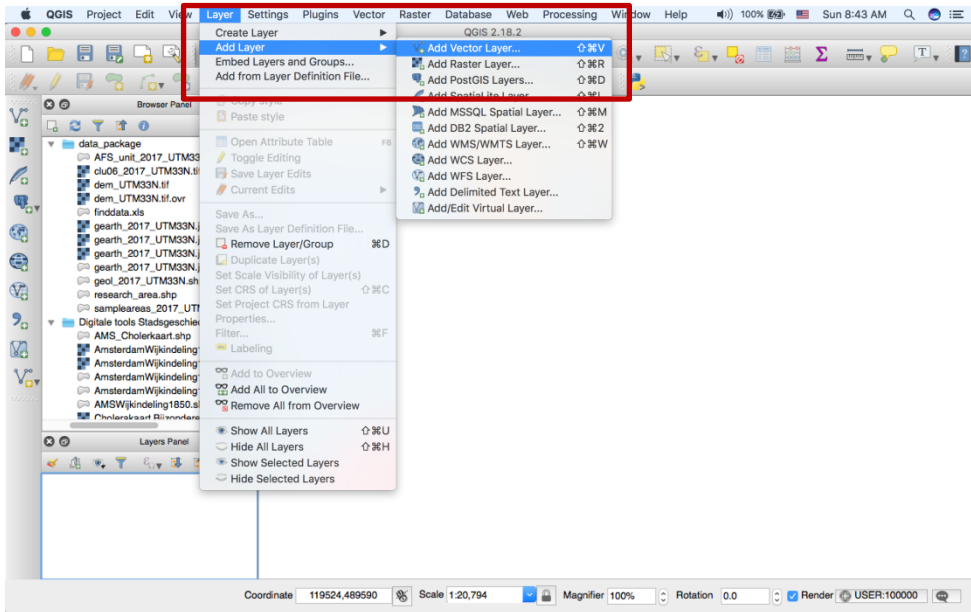 QGIS Project Edit View Layer Settings Plugins Vector Raster Database Web Processing Window Help 100% Sun 8:43 AM
QGIS 2.18.2
Create Layer
Add Layer
Embed Layers and Groups...
Add from Layer Definition File...
Copy style
Paste style
Open Attribute Table F6
Toggle Editing
Save Layer Edits
Current Edits
Save As...
Save As Layer Definition File...
Remove Layer/Group ⌘D
Duplicate Layer(s)
Set Scale Visibility of Layer(s)
Set CRS of Layer(s) ⇧⌘C
Set Project CRS from Layer
Properties...
Filter... ⌘F
Labeling
Add to Overview
Add All to Overview
Remove All from Overview
Show All Layers ⇧⌘U
Hide All Layers ⇧⌘H
Show Selected Layers
Hide Selected Layers
Add Vector Layer... ⇧⌘V
Add Raster Layer... ⇧⌘R
Add PostGIS Layers... ⇧⌘D
Add SpatiaLite Layer... ⇧⌘L
Add MSSQL Spatial Layer... ⇧⌘M
Add DB2 Spatial Layer... ⇧⌘2
Add WMS/WMTS Layer... ⇧⌘W
Add WCS Layer...
Add WFS Layer...
Add Delimited Text Layer...
Add/Edit Virtual Layer...
Browser Panel
data_package
AFS_unit_2017_UTM33
clu06_2017_UTM33N.ti
dem_UTM33N.tif
dem_UTM33N.tif.ovr
finddata.xls
gearth_2017_UTM33N.j
gearth_2017_UTM33N.j
gearth_2017_UTM33N.j
geol_2017_UTM33N.sh
research_area.shp
sampleareas_2017_UT
Digitale tools Stadsgeschie
AMS_Cholerkaart.shp
AmsterdamWijkindeling
AmsterdamWijkindeling
AmsterdamWijkindeling
AmsterdamWijkindeling
AMSWijkindeling1850.s
Cholerakaart Bijzondere
Layers Panel
Coordinate 119524,489590 Scale 1:20,794 Magnifier 100% Rotation 0.0 Render USER:100000